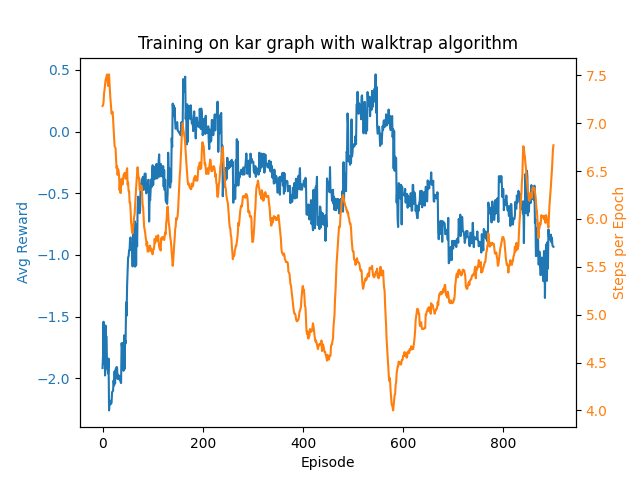 Training on kar graph with walktrap algorithm
0.5
0.0
−0.5
−1.0
−1.5
−2.0
Avg Reward
7.5
7.0
6.5
6.0
5.5
5.0
4.5
4.0
Steps per Epoch
0 200 400 600 800
Episode